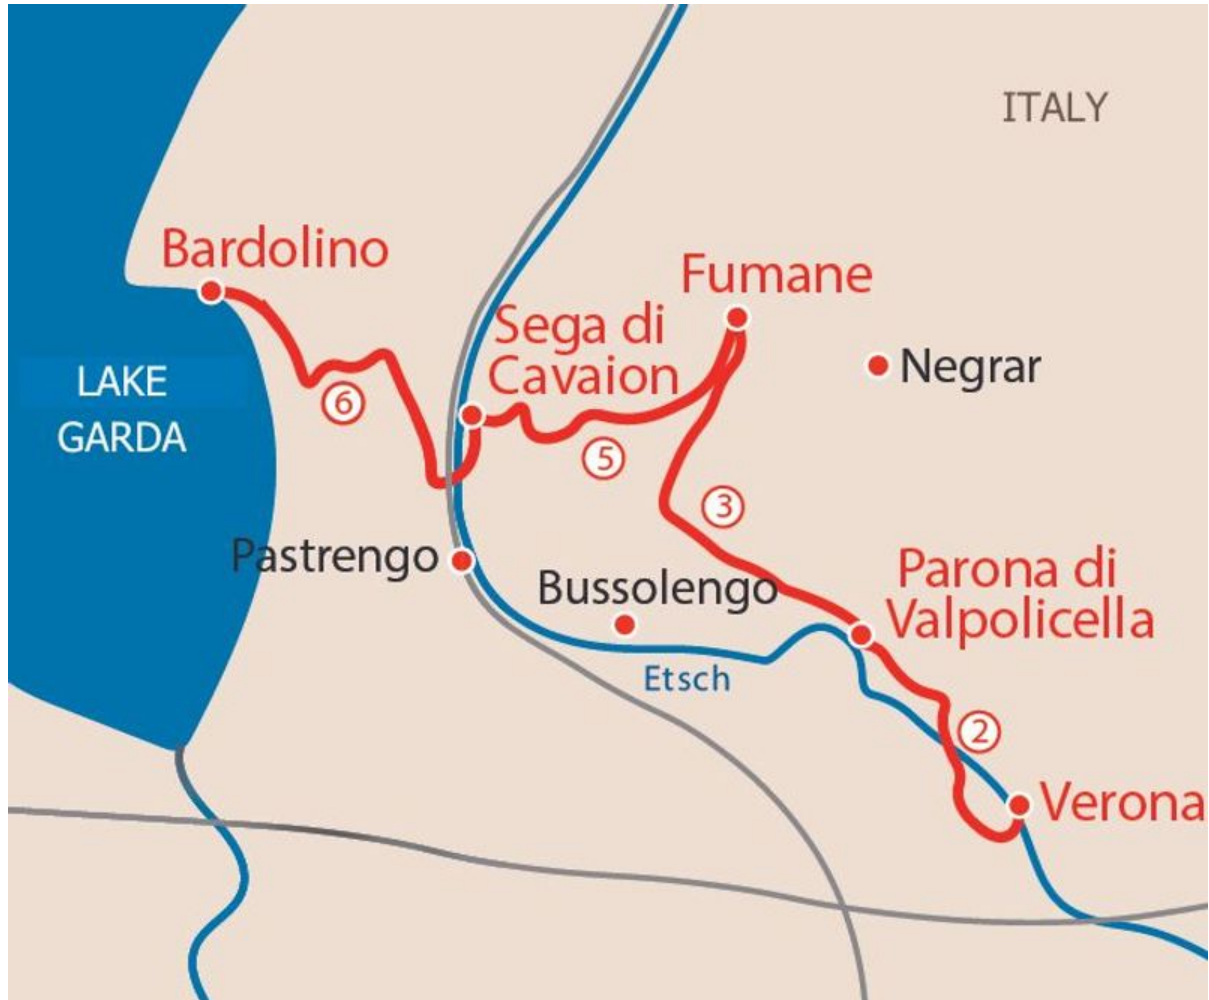 ITALY
Bardolino
Fumane
Sega di
Cavaion
Negrar
LAKE
GARDA
6
5
3
Pastrengo
Bussolengo
Parona di
Valpolicella
Etsch
2
Verona